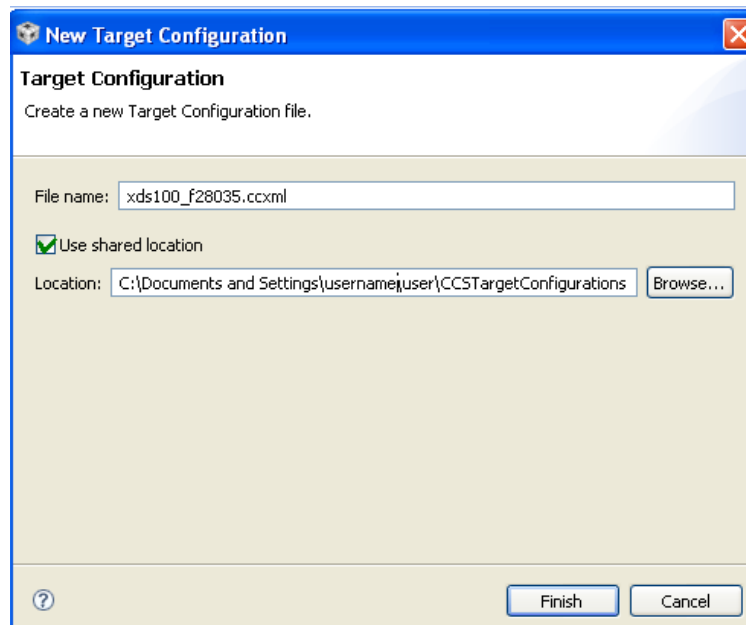 New Target Configuration
Target Configuration
Create a new Target Configuration file.
File name: xds100_f28035.ccxml
Use shared location
Location: C:\Documents and Settings\username\user\CCSTargetConfigurations Browse...
? Finish Cancel